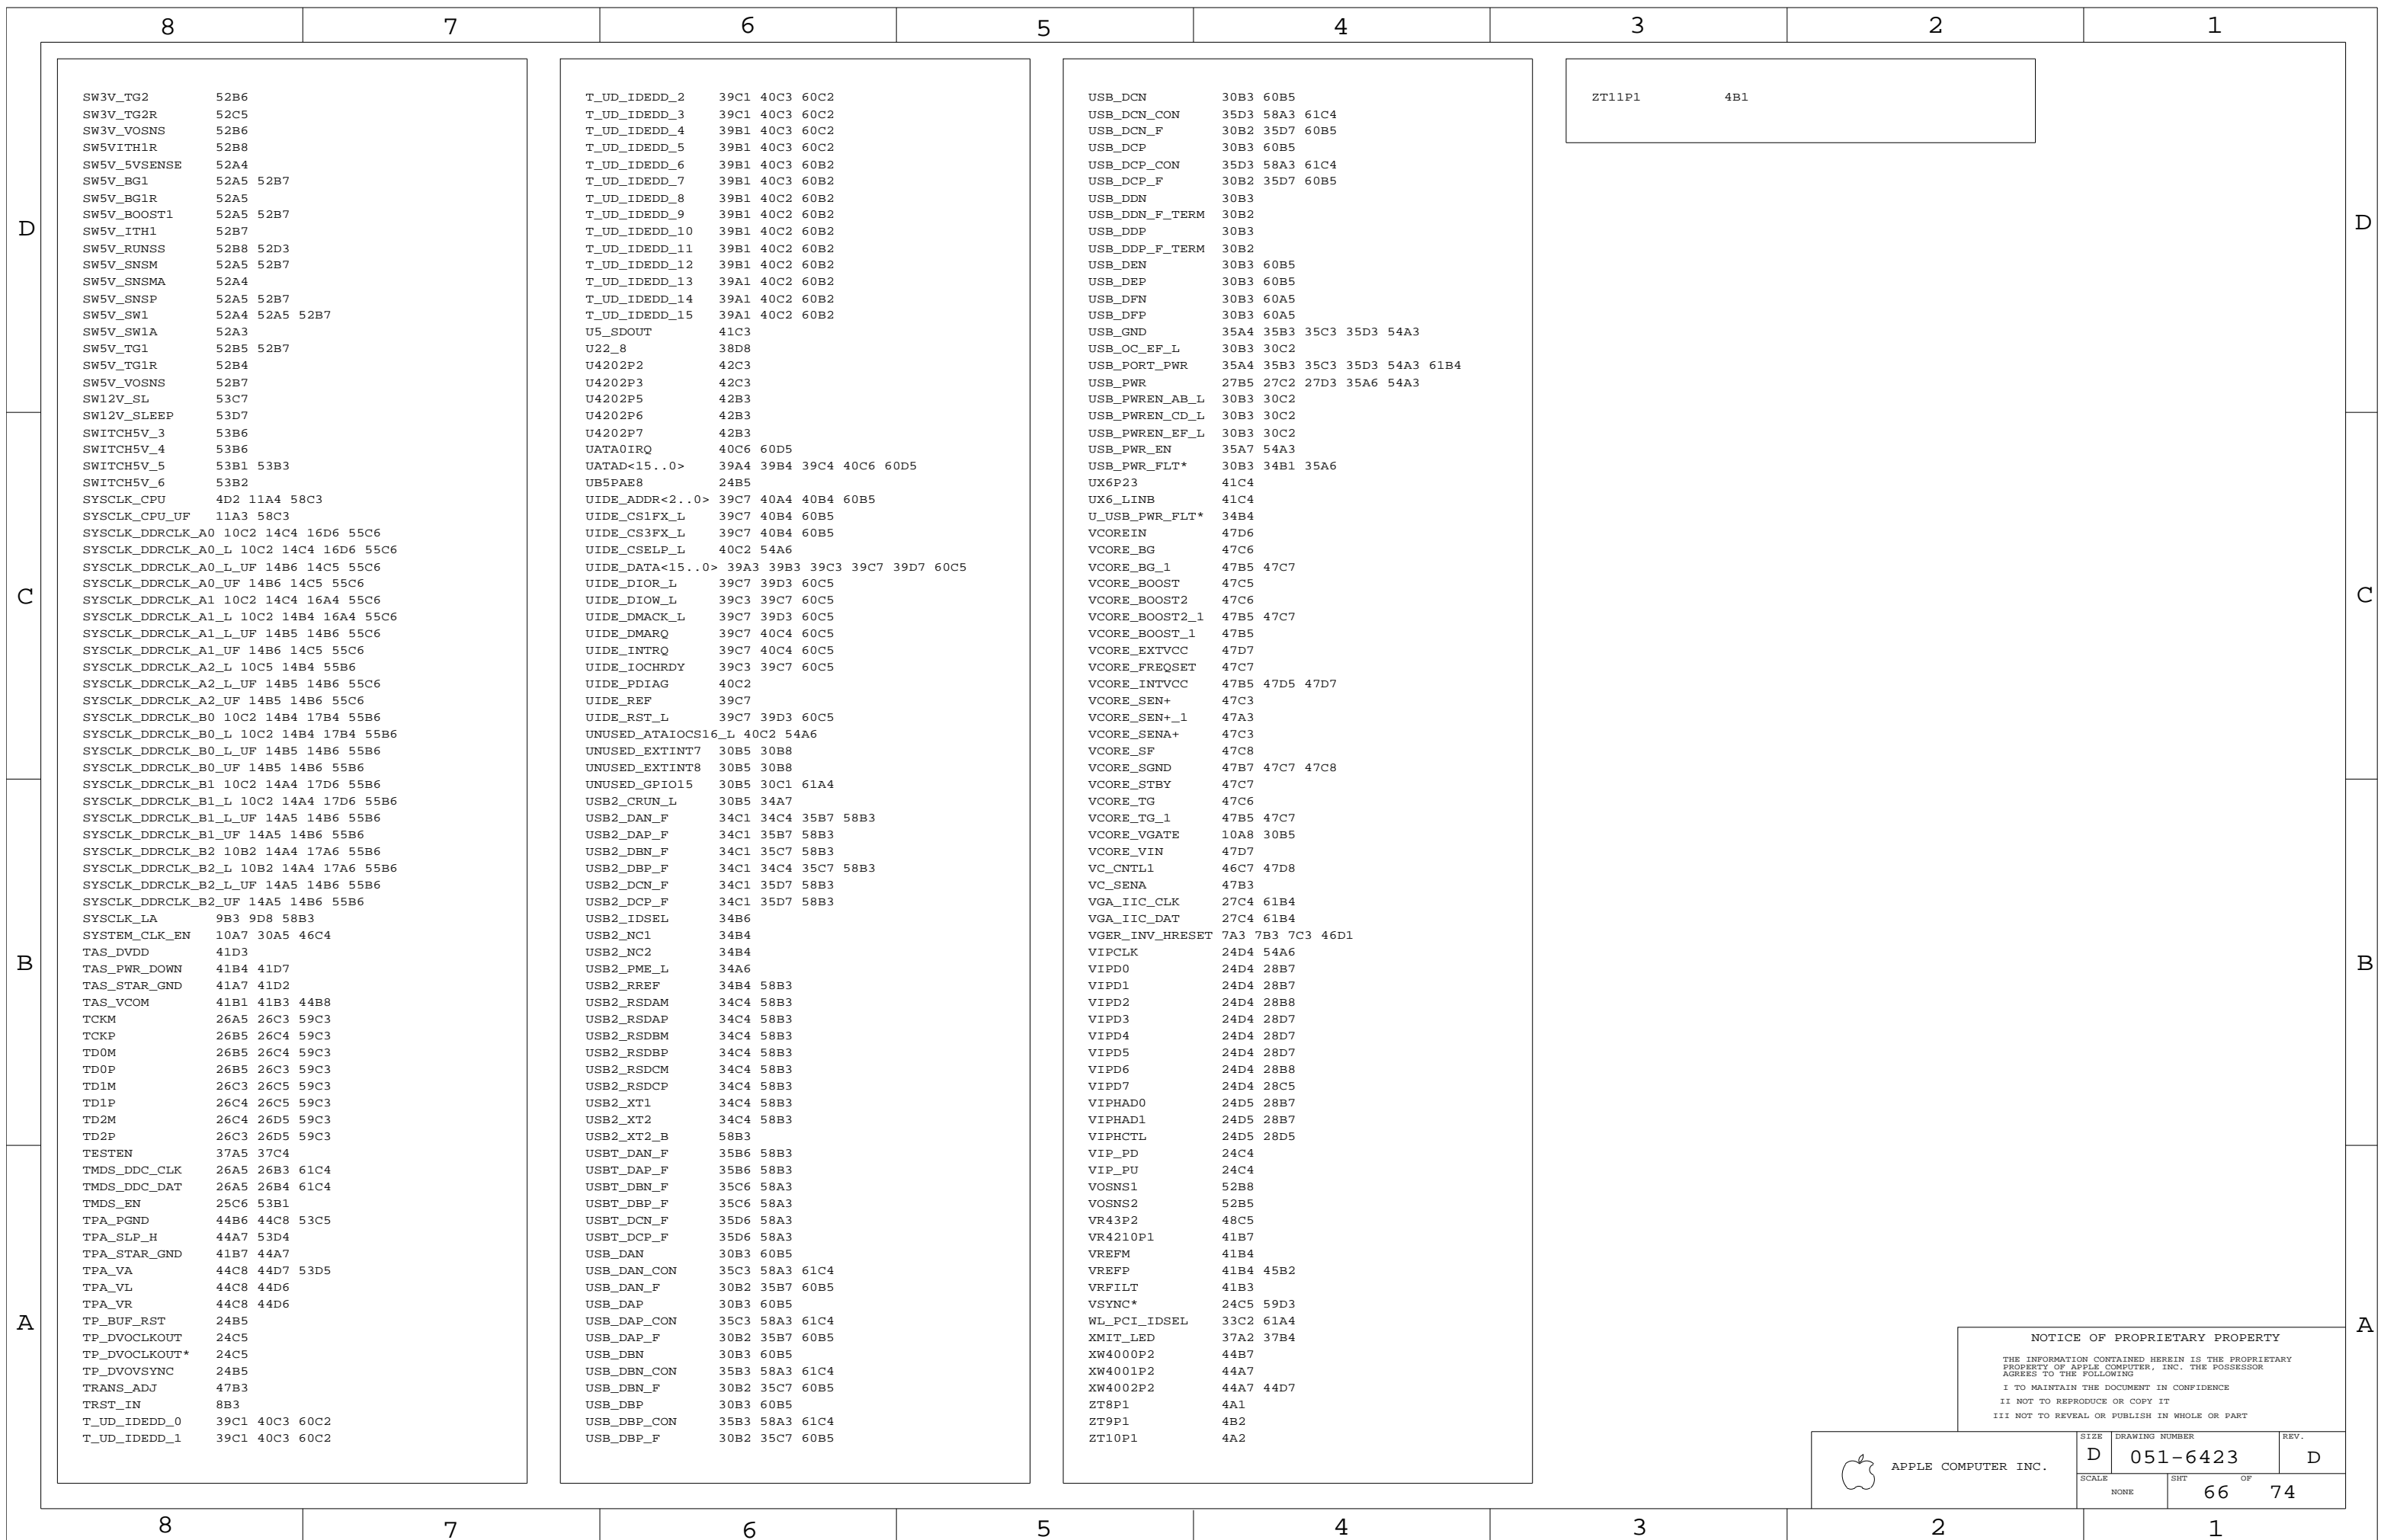 8 7 6 5 4 3 2 1
SW3V_TG2 52B6
SW3V_TG2R 52C5
SW3V_VOSNS 52B6
SW5VITH1R 52B8
SW5V_5VSENSE 52A4
SW5V_BG1 52A5 52B7
SW5V_BG1R 52A5
SW5V_BOOST1 52A5 52B7
SW5V_ITH1 52B7
SW5V_RUNSS 52B8 52D3
SW5V_SNSM 52A5 52B7
SW5V_SNSMA 52A4
SW5V_SNSP 52A5 52B7
SW5V_SW1 52A4 52A5 52B7
SW5V_SW1A 52A3
SW5V_TG1 52B5 52B7
SW5V_TG1R 52B4
SW5V_VOSNS 52B7
SW12V_SL 53C7
SW12V_SLEEP 53D7
SWITCH5V_3 53B6
SWITCH5V_4 53B6
SWITCH5V_5 53B1 53B3
SWITCH5V_6 53B2
SYSCLK_CPU 4D2 11A4 58C3
SYSCLK_CPU_UF 11A3 58C3
SYSCLK_DDRCLK_A0 10C2 14C4 16D6 55C6
SYSCLK_DDRCLK_A0_L 10C2 14C4 16D6 55C6
SYSCLK_DDRCLK_A0_L_UF 14B6 14C5 55C6
SYSCLK_DDRCLK_A0_UF 14B6 14C5 55C6
SYSCLK_DDRCLK_A1 10C2 14C4 16A4 55C6
SYSCLK_DDRCLK_A1_L 10C2 14B4 16A4 55C6
SYSCLK_DDRCLK_A1_L_UF 14B5 14B6 55C6
SYSCLK_DDRCLK_A1_UF 14B6 14C5 55C6
SYSCLK_DDRCLK_A2_L 10C5 14B4 55B6
SYSCLK_DDRCLK_A2_L_UF 14B5 14B6 55C6
SYSCLK_DDRCLK_A2_UF 14B5 14B6 55C6
SYSCLK_DDRCLK_B0 10C2 14B4 17B4 55B6
SYSCLK_DDRCLK_B0_L 10C2 14B4 17B4 55B6
SYSCLK_DDRCLK_B0_L_UF 14B5 14B6 55B6
SYSCLK_DDRCLK_B0_UF 14B5 14B6 55B6
SYSCLK_DDRCLK_B1 10C2 14A4 17D6 55B6
SYSCLK_DDRCLK_B1_L 10C2 14A4 17D6 55B6
SYSCLK_DDRCLK_B1_L_UF 14A5 14B6 55B6
SYSCLK_DDRCLK_B1_UF 14A5 14B6 55B6
SYSCLK_DDRCLK_B2 10B2 14A4 17A6 55B6
SYSCLK_DDRCLK_B2_L 10B2 14A4 17A6 55B6
SYSCLK_DDRCLK_B2_L_UF 14A5 14B6 55B6
SYSCLK_DDRCLK_B2_UF 14A5 14B6 55B6
SYSCLK_LA 9B3 9D8 58B3
SYSTEM_CLK_EN 10A7 30A5 46C4
TAS_DVDD 41D3
TAS_PWR_DOWN 41B4 41D7
TAS_STAR_GND 41A7 41D2
TAS_VCOM 41B1 41B3 44B8
TCKM 26A5 26C3 59C3
TCKP 26B5 26C4 59C3
TD0M 26B5 26C4 59C3
TD0P 26B5 26C3 59C3
TD1M 26C3 26C5 59C3
TD1P 26C4 26C5 59C3
TD2M 26C4 26D5 59C3
TD2P 26C3 26D5 59C3
TESTEN 37A5 37C4
TMDS_DDC_CLK 26A5 26B3 61C4
TMDS_DDC_DAT 26A5 26B4 61C4
TMDS_EN 25C6 53B1
TPA_PGND 44B6 44C8 53C5
TPA_SLP_H 44A7 53D4
TPA_STAR_GND 41B7 44A7
TPA_VA 44C8 44D7 53D5
TPA_VL 44C8 44D6
TPA_VR 44C8 44D6
TP_BUF_RST 24B5
TP_DVOCLKOUT 24C5
TP_DVOCLKOUT* 24C5
TP_DVOVSYNC 24B5
TRANS_ADJ 47B3
TRST_IN 8B3
T_UD_IDEDD_0 39C1 40C3 60C2
T_UD_IDEDD_1 39C1 40C3 60C2
T_UD_IDEDD_2 39C1 40C3 60C2
T_UD_IDEDD_3 39C1 40C3 60C2
T_UD_IDEDD_4 39B1 40C3 60C2
T_UD_IDEDD_5 39B1 40C3 60C2
T_UD_IDEDD_6 39B1 40C3 60B2
T_UD_IDEDD_7 39B1 40C3 60B2
T_UD_IDEDD_8 39B1 40C2 60B2
T_UD_IDEDD_9 39B1 40C2 60B2
T_UD_IDEDD_10 39B1 40C2 60B2
T_UD_IDEDD_11 39B1 40C2 60B2
T_UD_IDEDD_12 39B1 40C2 60B2
T_UD_IDEDD_13 39A1 40C2 60B2
T_UD_IDEDD_14 39A1 40C2 60B2
T_UD_IDEDD_15 39A1 40C2 60B2
U5_SDOUT 41C3
U22_8 38D8
U4202P2 42C3
U4202P3 42C3
U4202P5 42B3
U4202P6 42B3
U4202P7 42B3
UATA0IRQ 40C6 60D5
UATAD<15..0> 39A4 39B4 39C4 40C6 60D5
UB5PAE8 24B5
UIDE_ADDR<2..0> 39C7 40A4 40B4 60B5
UIDE_CS1FX_L 39C7 40B4 60B5
UIDE_CS3FX_L 39C7 40B4 60B5
UIDE_CSELP_L 40C2 54A6
UIDE_DATA<15..0> 39A3 39B3 39C3 39C7 39D7 60C5
UIDE_DIOR_L 39C7 39D3 60C5
UIDE_DIOW_L 39C3 39C7 60C5
UIDE_DMACK_L 39C7 39D3 60C5
UIDE_DMARQ 39C7 40C4 60C5
UIDE_INTRQ 39C7 40C4 60C5
UIDE_IOCHRDY 39C3 39C7 60C5
UIDE_PDIAG 40C2
UIDE_REF 39C7
UIDE_RST_L 39C7 39D3 60C5
UNUSED_ATAIOCS16_L 40C2 54A6
UNUSED_EXTINT7 30B5 30B8
UNUSED_EXTINT8 30B5 30B8
UNUSED_GPIO15 30B5 30C1 61A4
USB2_CRUN_L 30B5 34A7
USB2_DAN_F 34C1 34C4 35B7 58B3
USB2_DAP_F 34C1 35B7 58B3
USB2_DBN_F 34C1 35C7 58B3
USB2_DBP_F 34C1 34C4 35C7 58B3
USB2_DCN_F 34C1 35D7 58B3
USB2_DCP_F 34C1 35D7 58B3
USB2_IDSEL 34B6
USB2_NC1 34B4
USB2_NC2 34B4
USB2_PME_L 34A6
USB2_RREF 34B4 58B3
USB2_RSDAM 34C4 58B3
USB2_RSDAP 34C4 58B3
USB2_RSDBM 34C4 58B3
USB2_RSDBP 34C4 58B3
USB2_RSDCM 34C4 58B3
USB2_RSDCP 34C4 58B3
USB2_XT1 34C4 58B3
USB2_XT2 34C4 58B3
USB2_XT2_B 58B3
USBT_DAN_F 35B6 58B3
USBT_DAP_F 35B6 58B3
USBT_DBN_F 35C6 58A3
USBT_DBP_F 35C6 58A3
USBT_DCN_F 35D6 58A3
USBT_DCP_F 35D6 58A3
USB_DAN 30B3 60B5
USB_DAN_CON 35C3 58A3 61C4
USB_DAN_F 30B2 35B7 60B5
USB_DAP 30B3 60B5
USB_DAP_CON 35C3 58A3 61C4
USB_DAP_F 30B2 35B7 60B5
USB_DBN 30B3 60B5
USB_DBN_CON 35B3 58A3 61C4
USB_DBN_F 30B2 35C7 60B5
USB_DBP 30B3 60B5
USB_DBP_CON 35B3 58A3 61C4
USB_DBP_F 30B2 35C7 60B5
USB_DCN 30B3 60B5
USB_DCN_CON 35D3 58A3 61C4
USB_DCN_F 30B2 35D7 60B5
USB_DCP 30B3 60B5
USB_DCP_CON 35D3 58A3 61C4
USB_DCP_F 30B2 35D7 60B5
USB_DDN 30B3
USB_DDN_F_TERM 30B2
USB_DDP 30B3
USB_DDP_F_TERM 30B2
USB_DEN 30B3 60B5
USB_DEP 30B3 60B5
USB_DFN 30B3 60A5
USB_DFP 30B3 60A5
USB_GND 35A4 35B3 35C3 35D3 54A3
USB_OC_EF_L 30B3 30C2
USB_PORT_PWR 35A4 35B3 35C3 35D3 54A3 61B4
USB_PWR 27B5 27C2 27D3 35A6 54A3
USB_PWREN_AB_L 30B3 30C2
USB_PWREN_CD_L 30B3 30C2
USB_PWREN_EF_L 30B3 30C2
USB_PWR_EN 35A7 54A3
USB_PWR_FLT* 30B3 34B1 35A6
UX6P23 41C4
UX6_LINB 41C4
U_USB_PWR_FLT* 34B4
VCOREIN 47D6
VCORE_BG 47C6
VCORE_BG_1 47B5 47C7
VCORE_BOOST 47C5
VCORE_BOOST2 47C6
VCORE_BOOST2_1 47B5 47C7
VCORE_BOOST_1 47B5
VCORE_EXTVCC 47D7
VCORE_FREQSET 47C7
VCORE_INTVCC 47B5 47D5 47D7
VCORE_SEN+ 47C3
VCORE_SEN+_1 47A3
VCORE_SENA+ 47C3
VCORE_SF 47C8
VCORE_SGND 47B7 47C7 47C8
VCORE_STBY 47C7
VCORE_TG 47C6
VCORE_TG_1 47B5 47C7
VCORE_VGATE 10A8 30B5
VCORE_VIN 47D7
VC_CNTL1 46C7 47D8
VC_SENA 47B3
VGA_IIC_CLK 27C4 61B4
VGA_IIC_DAT 27C4 61B4
VGER_INV_HRESET 7A3 7B3 7C3 46D1
VIPCLK 24D4 54A6
VIPD0 24D4 28B7
VIPD1 24D4 28B7
VIPD2 24D4 28B8
VIPD3 24D4 28D7
VIPD4 24D4 28D7
VIPD5 24D4 28D7
VIPD6 24D4 28B8
VIPD7 24D4 28C5
VIPHAD0 24D5 28B7
VIPHAD1 24D5 28B7
VIPHCTL 24D5 28D5
VIP_PD 24C4
VIP_PU 24C4
VOSNS1 52B8
VOSNS2 52B5
VR43P2 48C5
VR4210P1 41B7
VREFM 41B4
VREFP 41B4 45B2
VRFILT 41B3
VSYNC* 24C5 59D3
WL_PCI_IDSEL 33C2 61A4
XMIT_LED 37A2 37B4
XW4000P2 44B7
XW4001P2 44A7
XW4002P2 44A7 44D7
ZT8P1 4A1
ZT9P1 4B2
ZT10P1 4A2
ZT11P1 4B1
D D
C C
B B
A A
NOTICE OF PROPRIETARY PROPERTY
THE INFORMATION CONTAINED HEREIN IS THE PROPRIETARY
PROPERTY OF APPLE COMPUTER, INC. THE POSSESSOR
AGREES TO THE FOLLOWING
I TO MAINTAIN THE DOCUMENT IN CONFIDENCE
II NOT TO REPRODUCE OR COPY IT
III NOT TO REVEAL OR PUBLISH IN WHOLE OR PART
APPLE COMPUTER INC.
SIZE DRAWING NUMBER REV.
D 051-6423 D
SCALE SHT OF
NONE 66 74
8 7 6 5 4 3 2 1